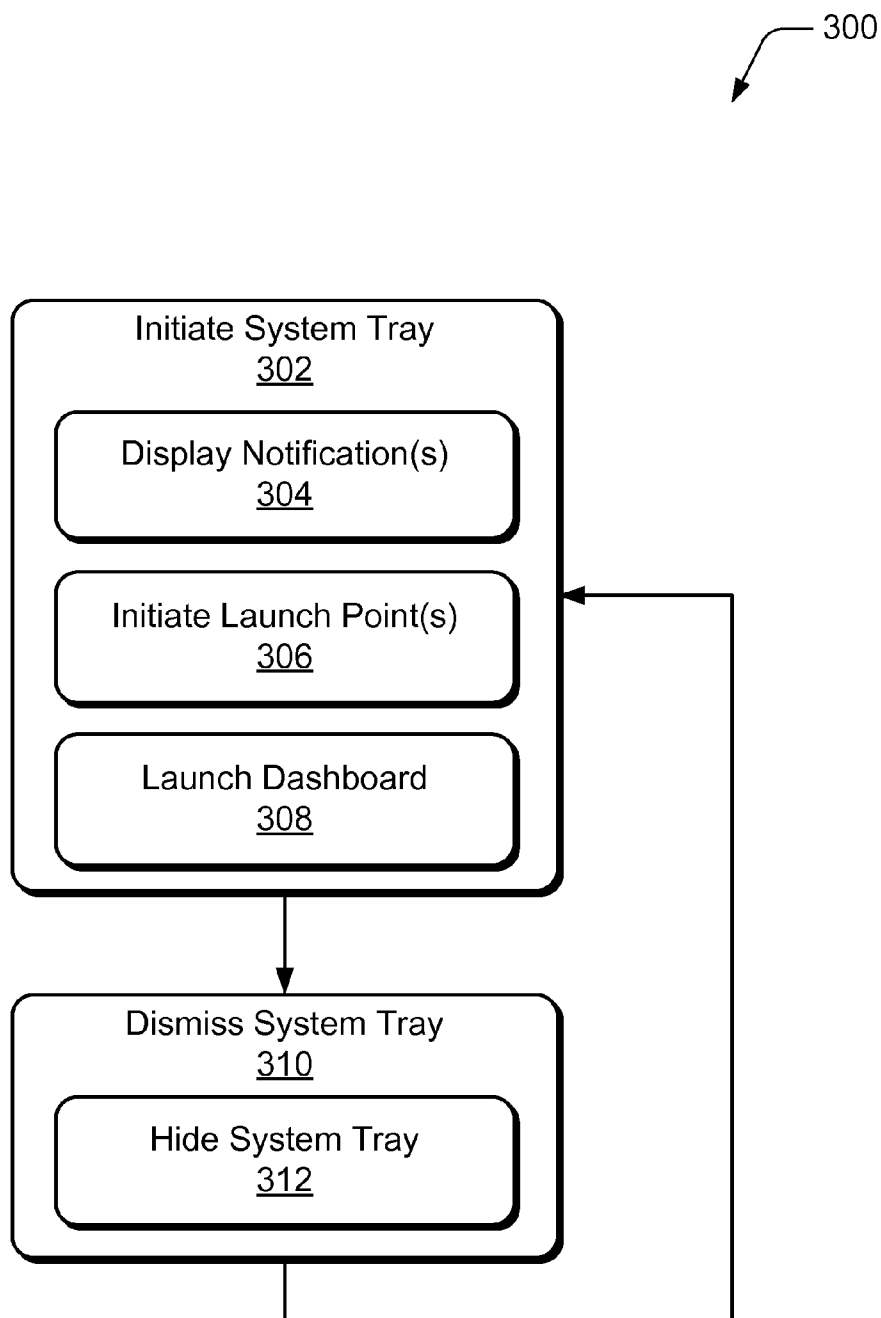 300
Initiate System Tray
302
Display Notification(s)
304
Initiate Launch Point(s)
306
Launch Dashboard
308
Dismiss System Tray
310
Hide System Tray
312